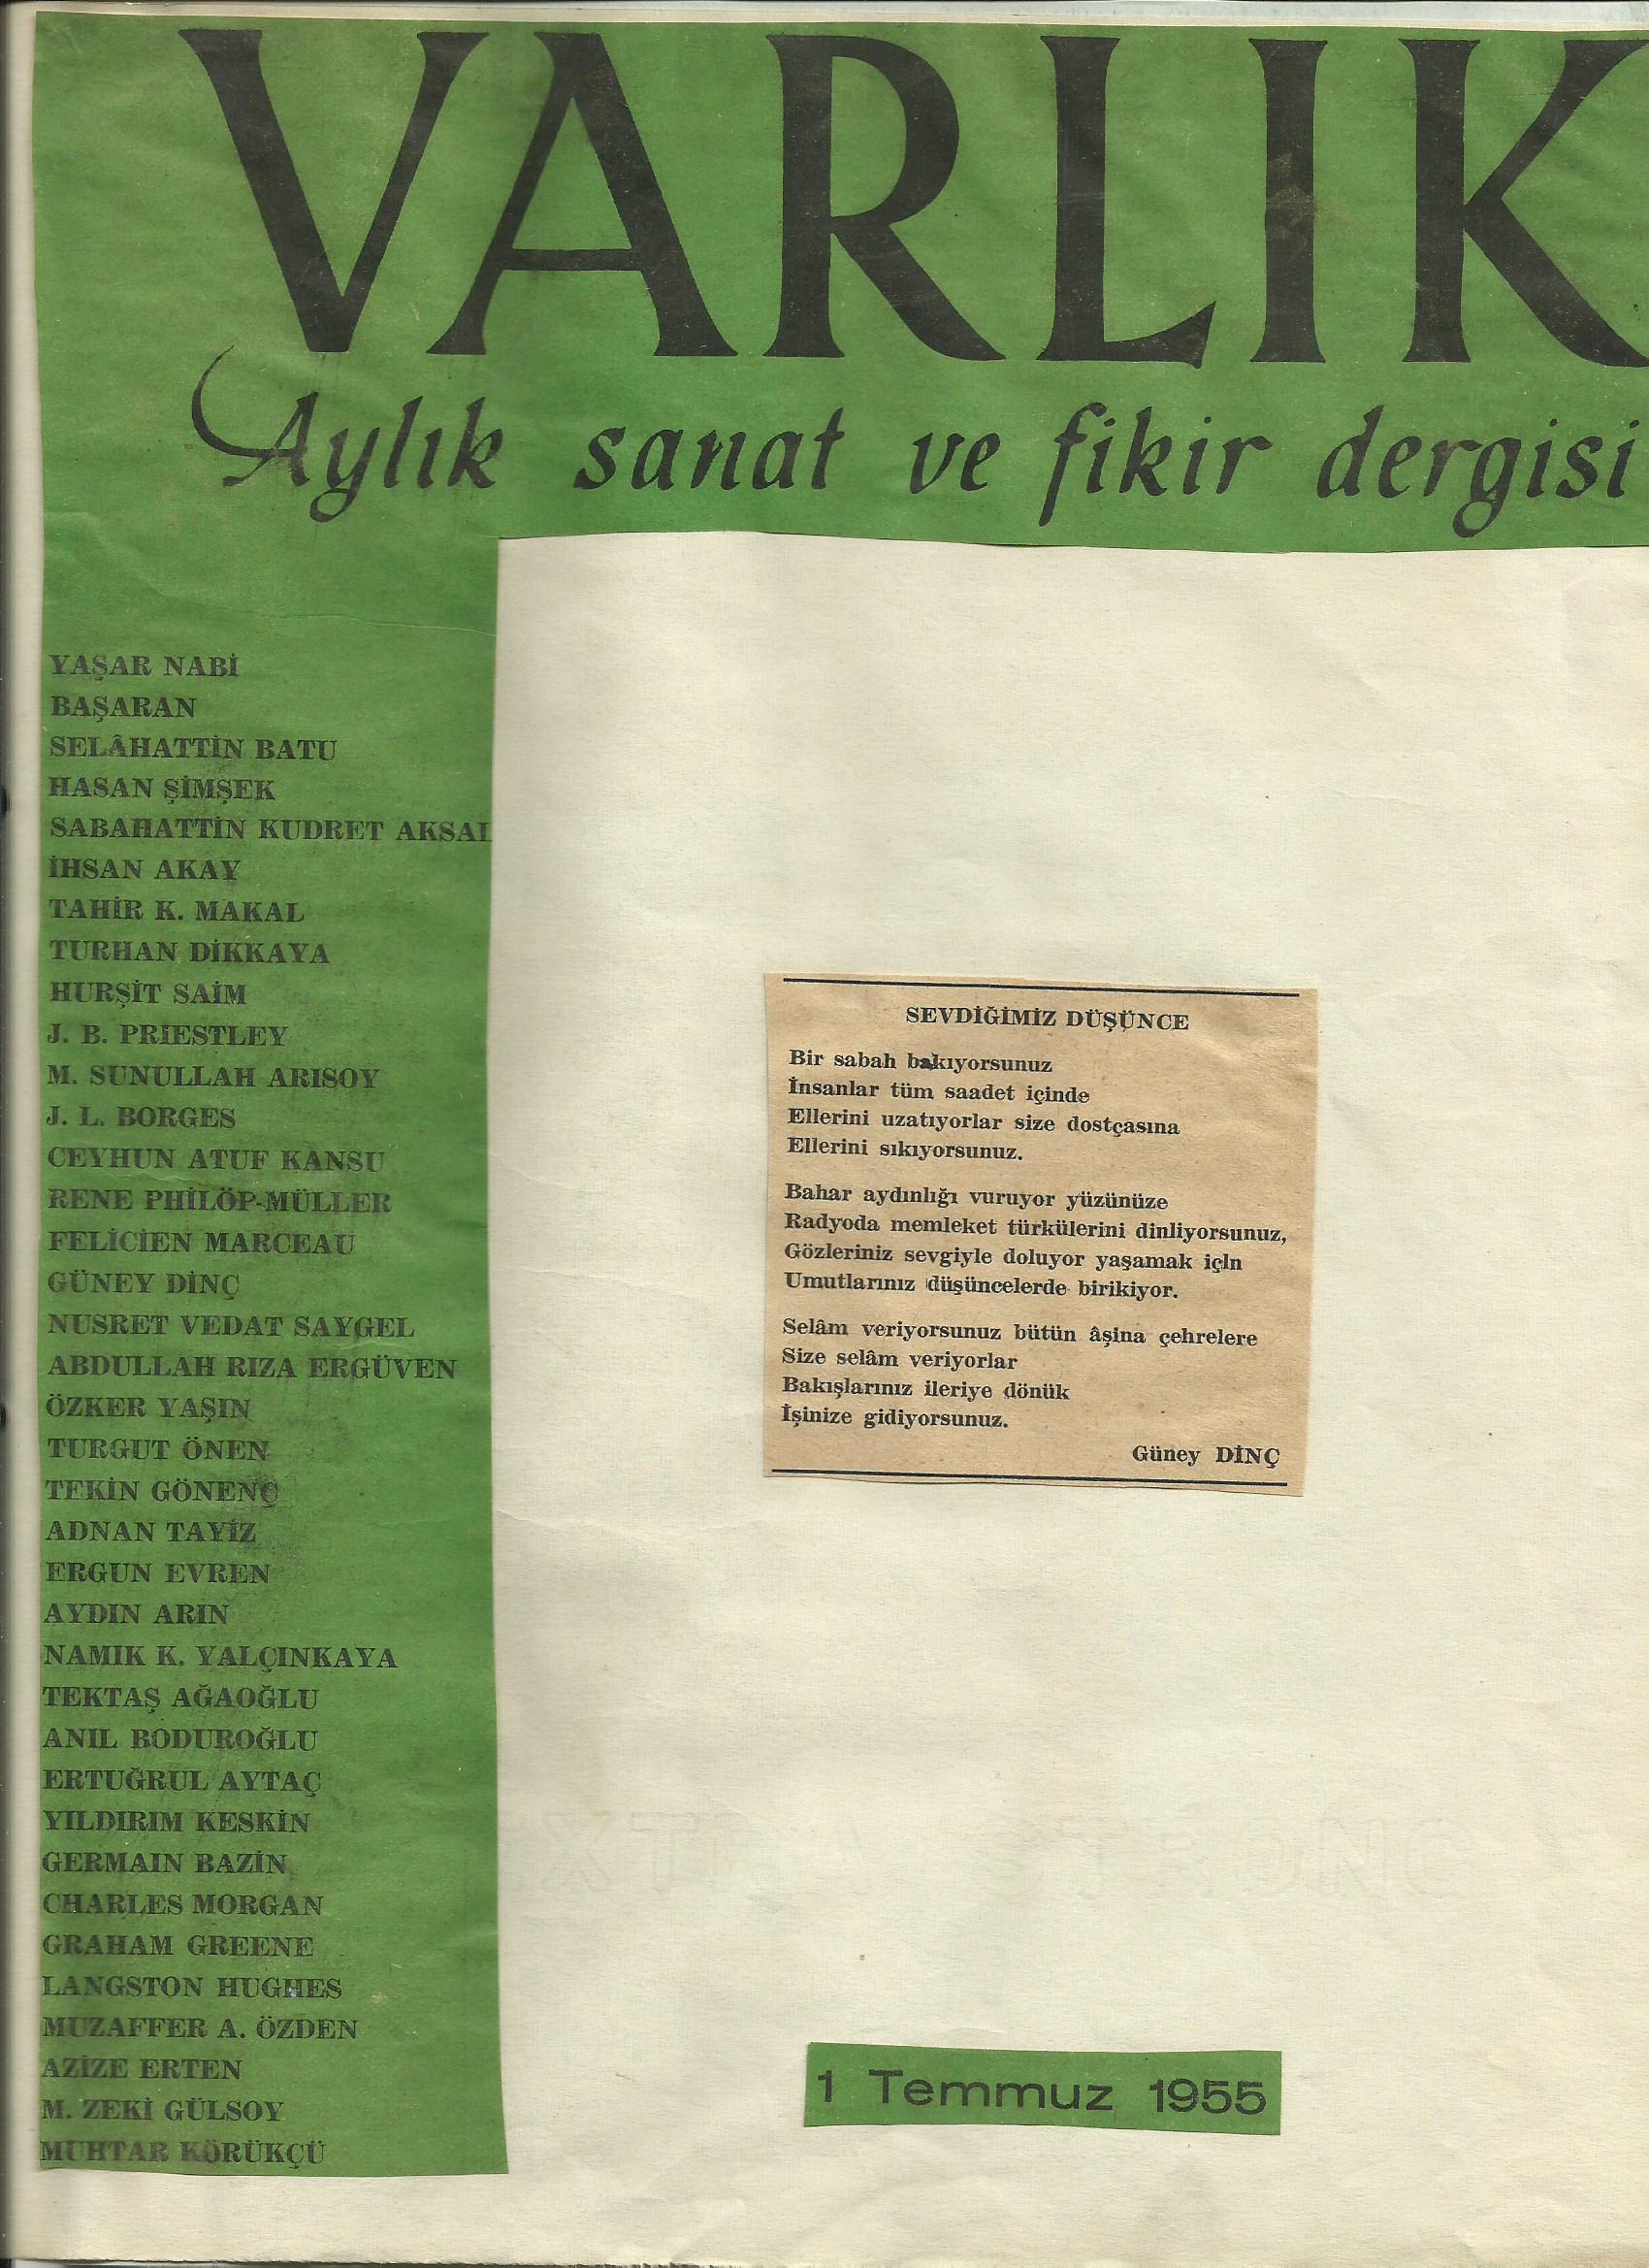 VARLIK
Aylık sanat ve fikir dergisi
YAŞAR NABİ
BAŞARAN
SELÂHATTİN BATU
HASAN ŞİMŞEK
SABAHATTİN KUDRET AKSAL
İHSAN AKAY
TAHİR K. MAKAL
TURHAN DİKKAYA
HURŞİT SAİM
J. B. PRİESTLEY
M. SUNULLAH ARISOY
J. L. BORGES
CEYHUN ATUF KANSU
RENE PHİLÖP-MÜLLER
FELİCİEN MARCEAU
GÜNEY DİNÇ
NUSRET VEDAT SAYGEL
ABDULLAH RIZA ERGÜVEN
ÖZKER YAŞIN
TURGUT ÖNEN
TEKİN GÖNENÇ
ADNAN TAYİZ
ERGUN EVREN
AYDIN ARIN
NAMIK K. YALÇINKAYA
TEKTAŞ AĞAOĞLU
ANIL BODUROĞLU
ERTUĞRUL AYTAÇ
YILDIRIM KESKİN
GERMAIN BAZİN
CHARLES MORGAN
GRAHAM GREENE
LANGSTON HUGHES
MUZAFFER A. ÖZDEN
AZİZE ERTEN
M. ZEKİ GÜLSOY
MUHTAR KÖRÜKÇÜ
SEVDİĞİMİZ DÜŞÜNCE
Bir sabah bakıyorsunuz
İnsanlar tüm saadet içinde
Ellerini uzatıyorlar size dostçasına
Ellerini sıkıyorsunuz.
Bahar aydınlığı vuruyor yüzünüze
Radyoda memleket türkülerini dinliyorsunuz,
Gözleriniz sevgiyle doluyor yaşamak içln
Umutlarınız düşüncelerde birikiyor.
Selâm veriyorsunuz bütün âşina çehrelere
Size selâm veriyorlar
Bakışlarınız ileriye dönük
İşinize gidiyorsunuz.
Güney DİNÇ
1 Temmuz 1955